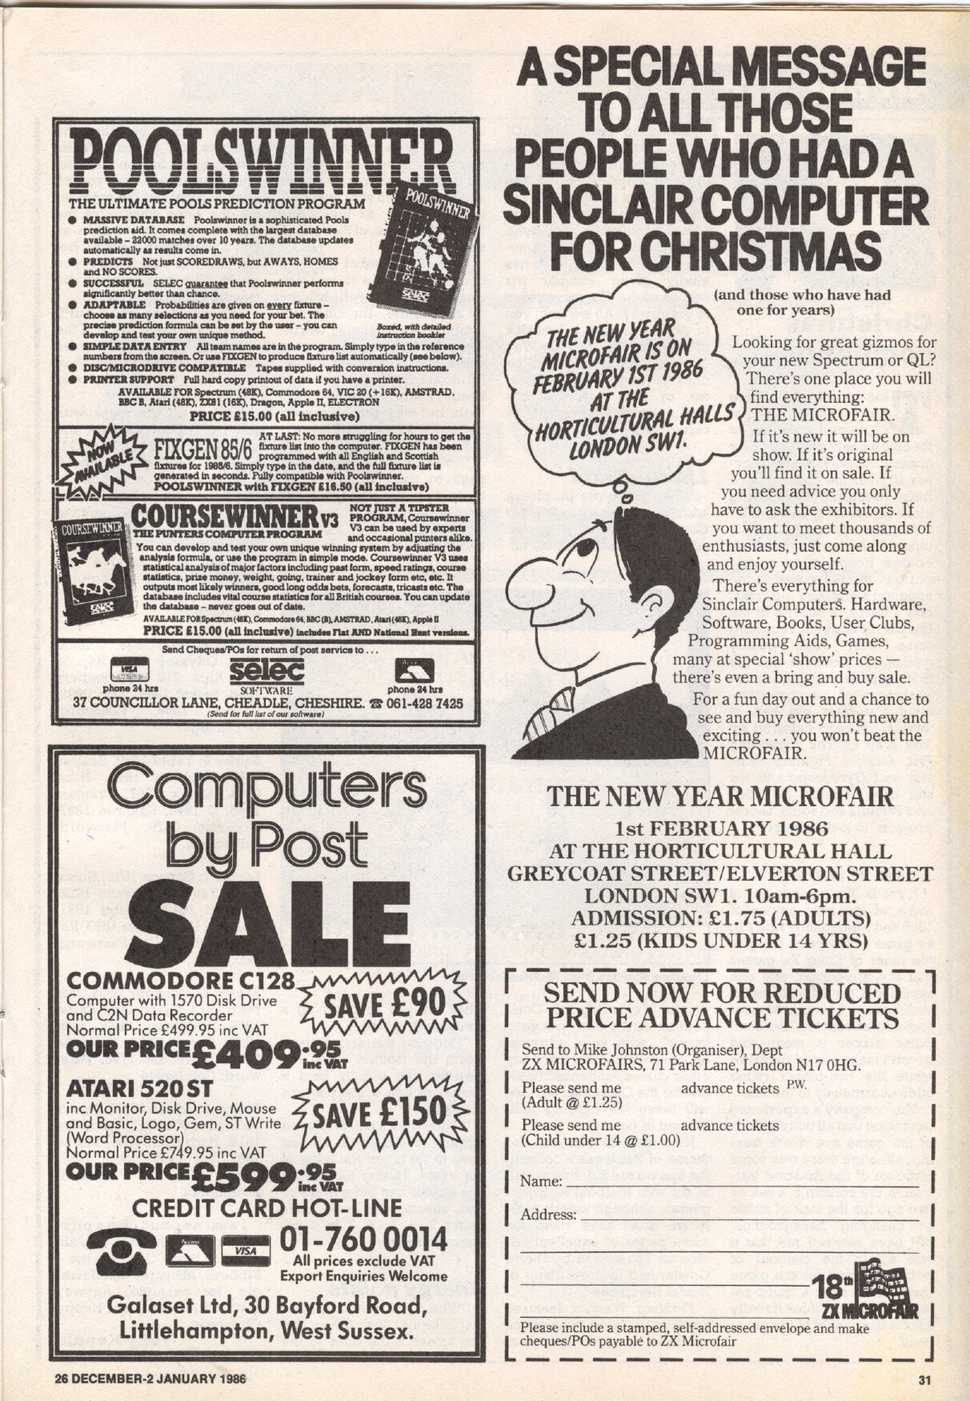 POOLSWINNER
THE ULTIMATE POOLS PREDICTION PROGRAM
● MASSIVE DATABASE Poolswinner is a sophisticated Pools
prediction aid. It comes complete with the largest database
available – 22000 matches over 10 years. The database updates
automatically as results come in.
● PREDICTS Not just SCOREDRAWS, but AWAYS, HOMES
and NO SCORES.
● SUCCESSFUL SELEC guarantee that Poolswinner performs
significantly better than chance.
● ADAPTABLE Probabilities are given on every fixture –
choose as many selections as you need for your bet. The
precise prediction formula can be set by the user – you can
develop and test your own unique method.
● SIMPLE DATA ENTRY All team names are in the program. Simply type in the reference
numbers from the screen. Or use FIXGEN to produce fixture list automatically (see below).
● DISC/MICRODRIVE COMPATIBLE Tapes supplied with conversion instructions.
● PRINTER SUPPORT Full hard copy printout of data if you have a printer.
POOLSWINNER
SELEC
Boxed, with detailed
instruction booklet
AVAILABLE FOR Spectrum (48K), Commodore 64, VIC 20 (+16K), AMSTRAD,
BBC B, Atari (48K), ZX81 (16K), Dragon, Apple II, ELECTRON
PRICE £15.00 (all inclusive)
NOW
AVAILABLE
FIXGEN 85/6
AT LAST: No more struggling for hours to get the
fixture list into the computer. FIXGEN has been
programmed with all English and Scottish
fixtures for 1985/6. Simply type in the date, and the full fixture list is
generated in seconds. Fully compatible with Poolswinner.
POOLSWINNER with FIXGEN £16.50 (all inclusive)
COURSEWINNER
SELEC
COURSEWINNER V3
THE PUNTERS COMPUTER PROGRAM
NOT JUST A TIPSTER
PROGRAM, Coursewinner
V3 can be used by experts
and occasional punters alike.
You can develop and test your own unique winning system by adjusting the
analysis formula, or use the program in simple mode. Coursewinner V3 uses
statistical analysis of major factors including past form, speed ratings, course
statistics, prize money, weight, going, trainer and jockey form etc, etc. It
outputs most likely winners, good long odds bets, forecasts, tricasts etc. The
database includes vital course statistics for all British courses. You can update
the database – never goes out of date.
AVAILABLE FOR Spectrum (48K), Commodore 64, BBC (B), AMSTRAD, Atari (48K), Apple II
PRICE £15.00 (all inclusive) includes Flat AND National Hunt versions.
Send Cheques/POs for return of post service to . . .
VISA
phone 24 hrs
selec
SOFTWARE
Access
phone 24 hrs
37 COUNCILLOR LANE, CHEADLE, CHESHIRE. ☎ 061-428 7425
(Send for full list of our software)
Computers
by Post
SALE
COMMODORE C128
Computer with 1570 Disk Drive
and C2N Data Recorder
Normal Price £499.95 inc VAT
OUR PRICE £409.95 inc VAT
SAVE £90
ATARI 520 ST
inc Monitor, Disk Drive, Mouse
and Basic, Logo, Gem, ST Write
(Word Processor)
Normal Price £749.95 inc VAT
OUR PRICE £599.95 inc VAT
SAVE £150
CREDIT CARD HOT-LINE
Access
VISA
01-760 0014
All prices exclude VAT
Export Enquiries Welcome
Galaset Ltd, 30 Bayford Road,
Littlehampton, West Sussex.
A SPECIAL MESSAGE
TO ALL THOSE
PEOPLE WHO HAD A
SINCLAIR COMPUTER
FOR CHRISTMAS
(and those who have had
one for years)
THE NEW YEAR
MICROFAIR IS ON
FEBRUARY 1ST 1986
AT THE
HORTICULTURAL HALLS
LONDON SW1.
Looking for great gizmos for
your new Spectrum or QL?
There's one place you will
find everything:
THE MICROFAIR.
If it's new it will be on
show. If it's original
you'll find it on sale. If
you need advice you only
have to ask the exhibitors. If
you want to meet thousands of
enthusiasts, just come along
and enjoy yourself.
There's everything for
Sinclair Computers. Hardware,
Software, Books, User Clubs,
Programming Aids, Games,
many at special 'show' prices —
there's even a bring and buy sale.
For a fun day out and a chance to
see and buy everything new and
exciting . . . you won't beat the
MICROFAIR.
THE NEW YEAR MICROFAIR
1st FEBRUARY 1986
AT THE HORTICULTURAL HALL
GREYCOAT STREET/ELVERTON STREET
LONDON SW1. 10am-6pm.
ADMISSION: £1.75 (ADULTS)
£1.25 (KIDS UNDER 14 YRS)
SEND NOW FOR REDUCED
PRICE ADVANCE TICKETS
Send to Mike Johnston (Organiser), Dept
ZX MICROFAIRS, 71 Park Lane, London N17 0HG.
Please send me advance tickets P.W.
(Adult @ £1.25)
Please send me advance tickets
(Child under 14 @ £1.00)
Name:
Address:
18th
ZX MICROFAIR
Please include a stamped, self-addressed envelope and make
cheques/POs payable to ZX Microfair
26 DECEMBER-2 JANUARY 1986
31